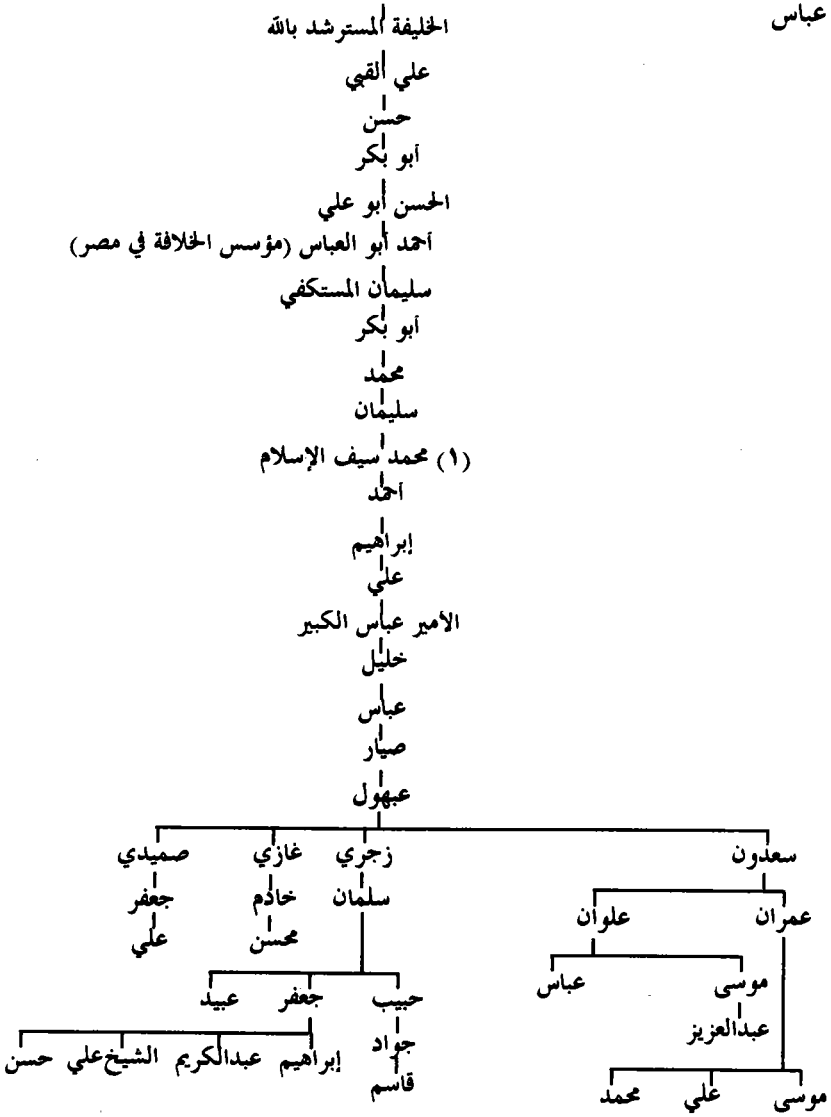 عباس
الخليفة المسترشد بالله
علي القبي
حسن
أبو بكر
الحسن أبو علي
أحمد أبو العباس (مؤسس الخلافة في مصر)
سليمان المستكفي
أبو بكر
محمد
سليمان
(١) محمد سيف الإسلام
أحمد
إبراهيم
علي
الأمير عباس الكبير
خليل
عباس
صيار
عبهول
سعدون زجري غازي صميدي
عمران علوان سلمان خادم جعفر
محسن علي
موسى عباس حبيب جعفر عبيد
عبدالعزيز جواد
إبراهيم عبدالكريم الشيخ علي حسن
قاسم
موسى علي محمد